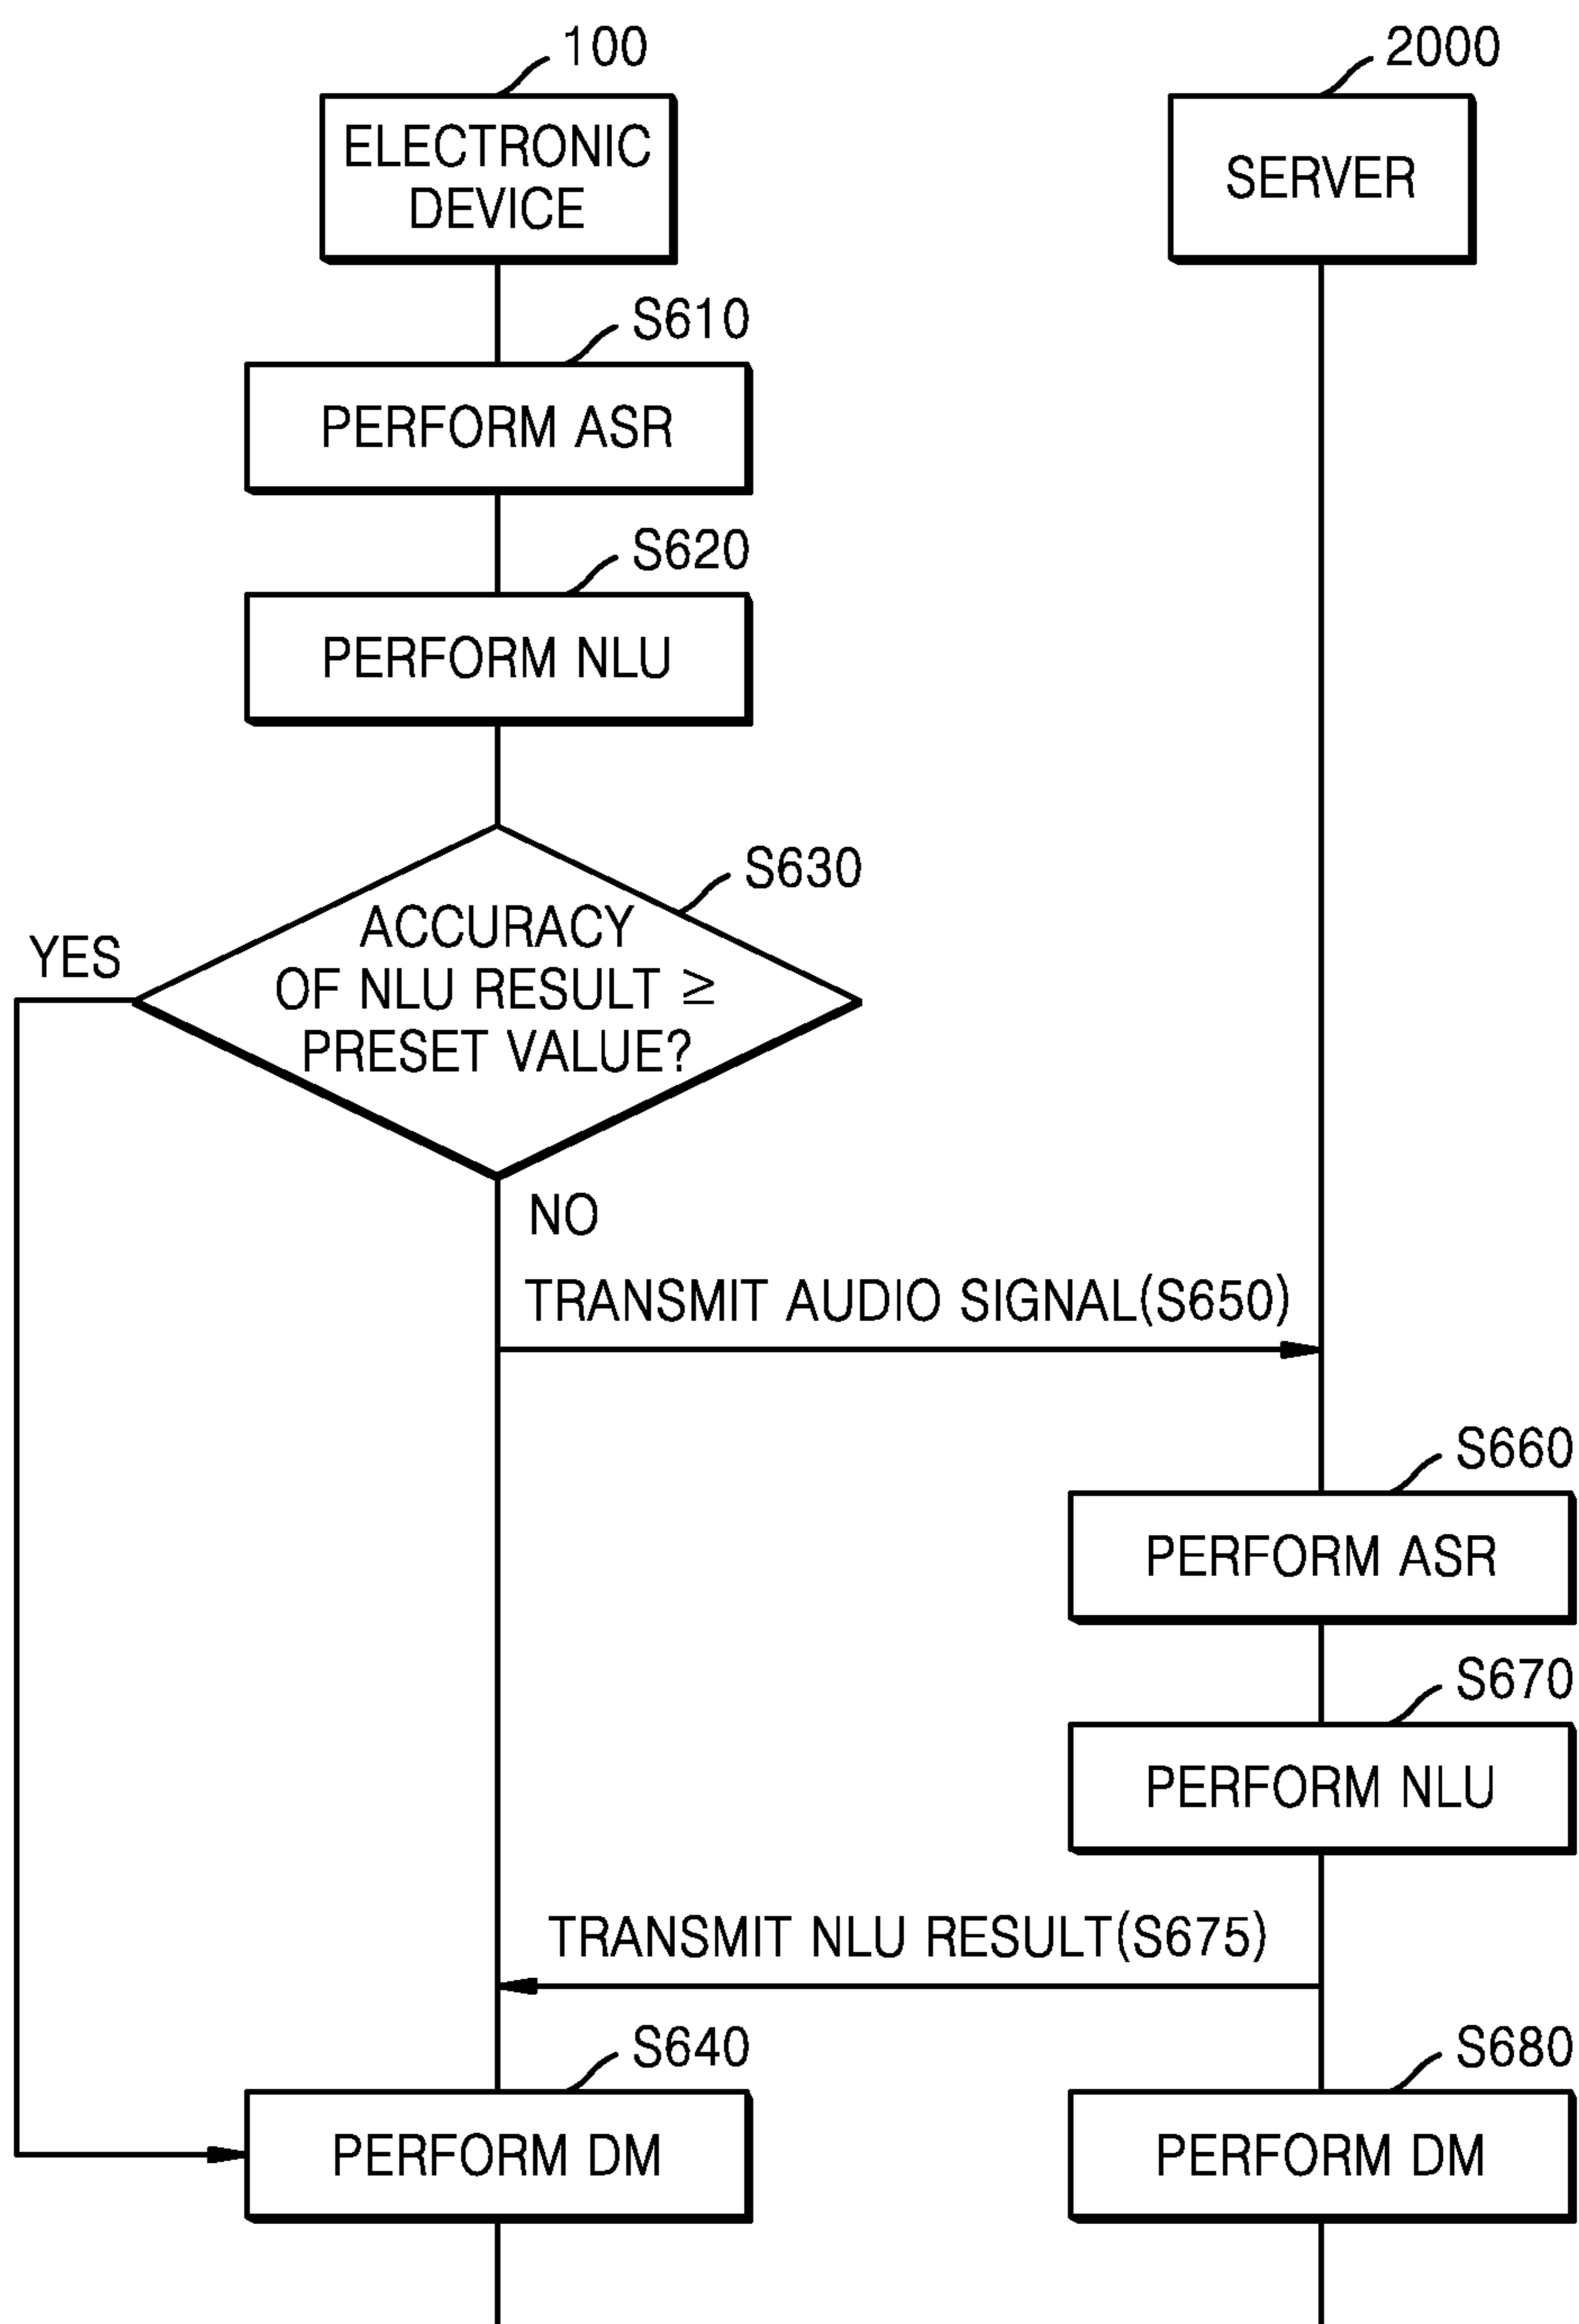 100
2000
ELECTRONIC
DEVICE
SERVER
S610
PERFORM ASR
S620
PERFORM NLU
S630
ACCURACY
OF NLU RESULT ≥
PRESET VALUE?
YES
NO
TRANSMIT AUDIO SIGNAL(S650)
S660
PERFORM ASR
S670
PERFORM NLU
TRANSMIT NLU RESULT(S675)
S640
PERFORM DM
S680
PERFORM DM